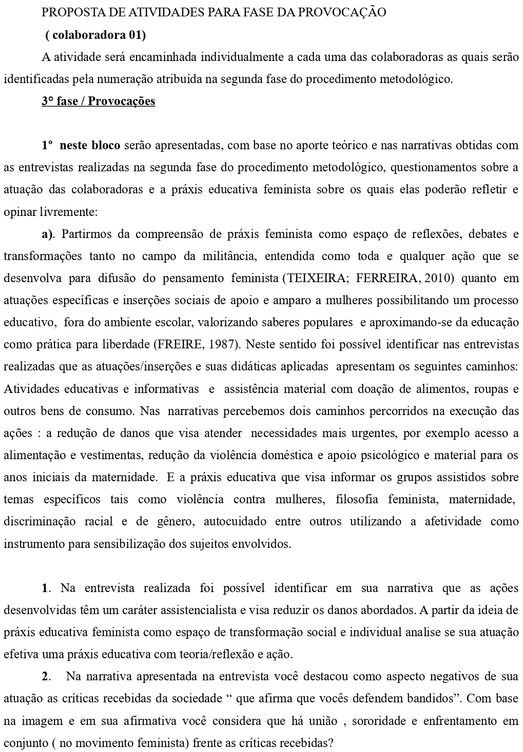 PROPOSTA DE ATIVIDADES PARA FASE DA PROVOCAÇÃO
( colaboradora 01)
A atividade será encaminhada individualmente a cada uma das colaboradoras as quais serão
identificadas pela numeração atribuída na segunda fase do procedimento metodológico.
3° fase / Provocações
1º neste bloco serão apresentadas, com base no aporte teórico e nas narrativas obtidas com
as entrevistas realizadas na segunda fase do procedimento metodológico, questionamentos sobre a
atuação das colaboradoras e a práxis educativa feminista sobre os quais elas poderão refletir e
opinar livremente:
a). Partirmos da compreensão de práxis feminista como espaço de reflexões, debates e
transformações tanto no campo da militância, entendida como toda e qualquer ação que se
desenvolva para difusão do pensamento feminista (TEIXEIRA; FERREIRA, 2010) quanto em
atuações específicas e inserções sociais de apoio e amparo a mulheres possibilitando um processo
educativo, fora do ambiente escolar, valorizando saberes populares e aproximando-se da educação
como prática para liberdade (FREIRE, 1987). Neste sentido foi possível identificar nas entrevistas
realizadas que as atuações/inserções e suas didáticas aplicadas apresentam os seguintes caminhos:
Atividades educativas e informativas e assistência material com doação de alimentos, roupas e
outros bens de consumo. Nas narrativas percebemos dois caminhos percorridos na execução das
ações : a redução de danos que visa atender necessidades mais urgentes, por exemplo acesso a
alimentação e vestimentas, redução da violência doméstica e apoio psicológico e material para os
anos iniciais da maternidade. E a práxis educativa que visa informar os grupos assistidos sobre
temas específicos tais como violência contra mulheres, filosofia feminista, maternidade,
discriminação racial e de gênero, autocuidado entre outros utilizando a afetividade como
instrumento para sensibilização dos sujeitos envolvidos.
1. Na entrevista realizada foi possível identificar em sua narrativa que as ações
desenvolvidas têm um caráter assistencialista e visa reduzir os danos abordados. A partir da ideia de
práxis educativa feminista como espaço de transformação social e individual analise se sua atuação
efetiva uma práxis educativa com teoria/reflexão e ação.
2. Na narrativa apresentada na entrevista você destacou como aspecto negativos de sua
atuação as críticas recebidas da sociedade “ que afirma que vocês defendem bandidos”. Com base
na imagem e em sua afirmativa você considera que há união , sororidade e enfrentamento em
conjunto ( no movimento feminista) frente as críticas recebidas?